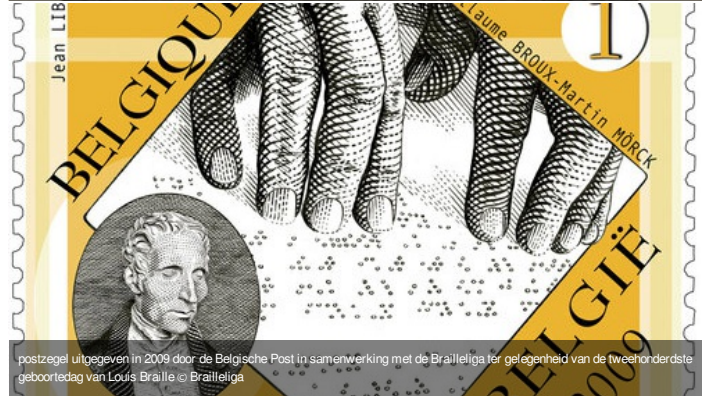 Jean LIB
BELGIQU
llaume BROUX-Martin MÖRCK
1
BELGIË
2009
postzegel uitgegeven in 2009 door de Belgische Post in samenwerking met de Brailleliga ter gelegenheid van de tweehonderdste
geboortedag van Louis Braille © Brailleliga